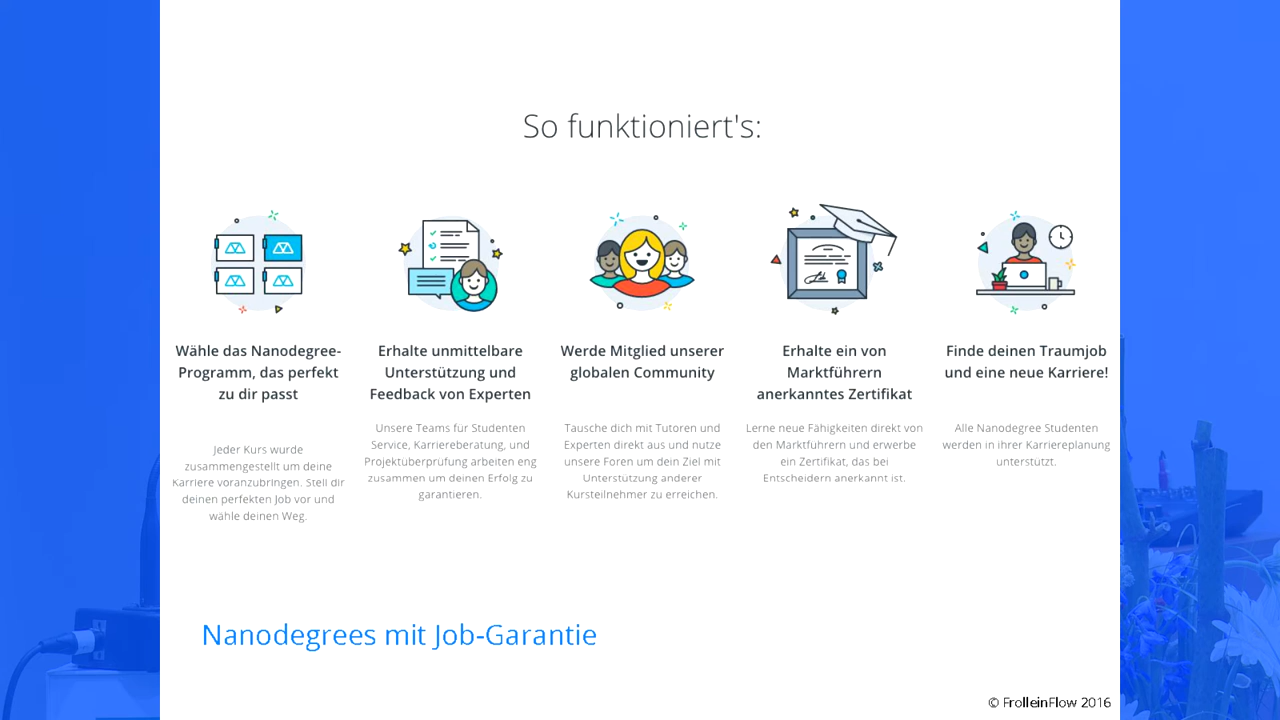 So funktioniert's:
Wähle das Nanodegree-
Programm, das perfekt
zu dir passt
Jeder Kurs wurde
zusammengestellt um deine
Karriere voranzubringen. Stell dir
deinen perfekten Job vor und
wähle deinen Weg.
Erhalte unmittelbare
Unterstützung und
Feedback von Experten
Unsere Teams für Studenten
Service, Karriereberatung, und
Projektüberprüfung arbeiten eng
zusammen um deinen Erfolg zu
garantieren.
Werde Mitglied unserer
globalen Community
Tausche dich mit Tutoren und
Experten direkt aus und nutze
unsere Foren um dein Ziel mit
Unterstützung anderer
Kursteilnehmer zu erreichen.
Erhalte ein von
Marktführern
anerkanntes Zertifikat
Lerne neue Fähigkeiten direkt von
den Marktführern und erwerbe
ein Zertifikat, das bei
Entscheidern anerkannt ist.
Finde deinen Traumjob
und eine neue Karriere!
Alle Nanodegree Studenten
werden in ihrer Karriereplanung
unterstützt.
Nanodegrees mit Job-Garantie
© FrolleinFlow 2016